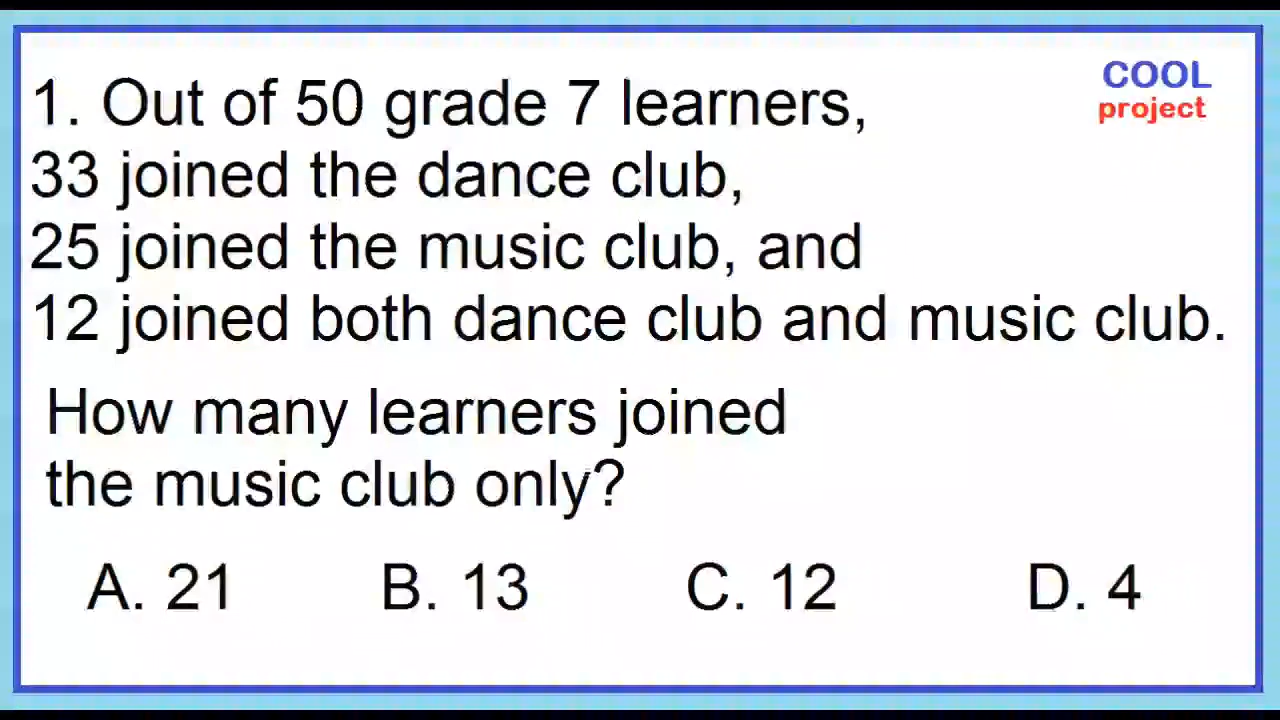 COOL
project
1. Out of 50 grade 7 learners,
33 joined the dance club,
25 joined the music club, and
12 joined both dance club and music club.
How many learners joined
the music club only?
A. 21 B. 13 C. 12 D. 4